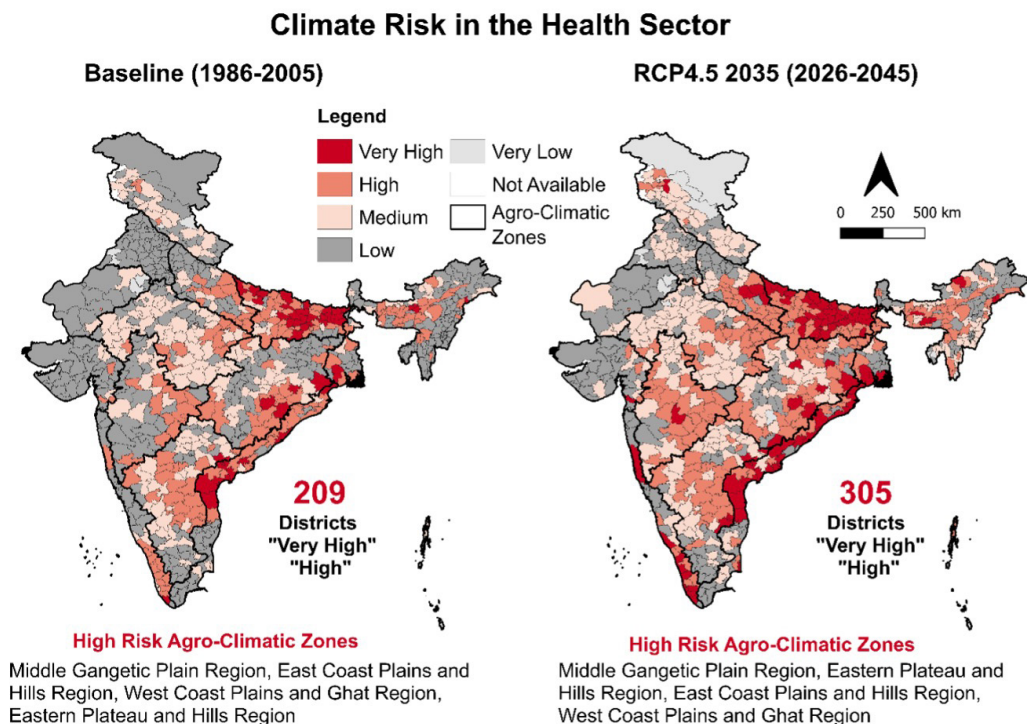 Climate Risk in the Health Sector
Baseline (1986-2005)
RCP4.5 2035 (2026-2045)
Legend
Very High
High
Medium
Low
Very Low
Not Available
Agro-Climatic
Zones
0 250 500 km
209
Districts
"Very High"
"High"
305
Districts
"Very High"
"High"
High Risk Agro-Climatic Zones
Middle Gangetic Plain Region, East Coast Plains and
Hills Region, West Coast Plains and Ghat Region,
Eastern Plateau and Hills Region
High Risk Agro-Climatic Zones
Middle Gangetic Plain Region, Eastern Plateau and
Hills Region, East Coast Plains and Hills Region,
West Coast Plains and Ghat Region